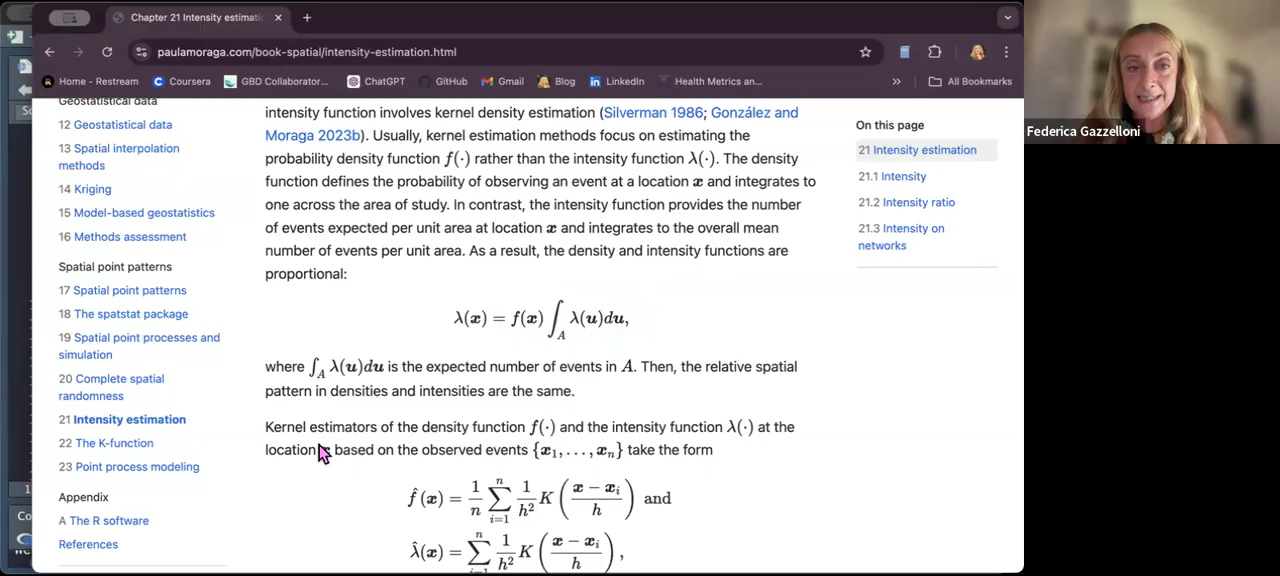 Chapter 21 Intensity estimati
paulamoraga.com/book-spatial/intensity-estimation.html
Home - Restream
Coursera
GBD Collaborator...
ChatGPT
GitHub
Gmail
Blog
LinkedIn
Health Metrics an...
»
All Bookmarks
Geostatistical data
12 Geostatistical data
13 Spatial interpolation
methods
14 Kriging
15 Model-based geostatistics
16 Methods assessment
Spatial point patterns
17 Spatial point patterns
18 The spatstat package
19 Spatial point processes and
simulation
20 Complete spatial
randomness
21 Intensity estimation
22 The K-function
23 Point process modeling
Appendix
A The R software
References
intensity function involves kernel density estimation (Silverman 1986; González and
Moraga 2023b). Usually, kernel estimation methods focus on estimating the
probability density function f(·) rather than the intensity function λ(·). The density
function defines the probability of observing an event at a location x and integrates to
one across the area of study. In contrast, the intensity function provides the number
of events expected per unit area at location x and integrates to the overall mean
number of events per unit area. As a result, the density and intensity functions are
proportional:
λ(x) = f(x) ∫_A λ(u)du,
where ∫_A λ(u)du is the expected number of events in A. Then, the relative spatial
pattern in densities and intensities are the same.
Kernel estimators of the density function f(·) and the intensity function λ(·) at the
location based on the observed events {x₁, . . . , xₙ} take the form
f̂(x) = 1/n ∑_{i=1}^{n} 1/h² K((x − xᵢ)/h) and
λ̂(x) = ∑_{i=1}^{n} 1/h² K((x − xᵢ)/h),
On this page
21 Intensity estimation
21.1 Intensity
21.2 Intensity ratio
21.3 Intensity on
networks
Federica Gazzelloni